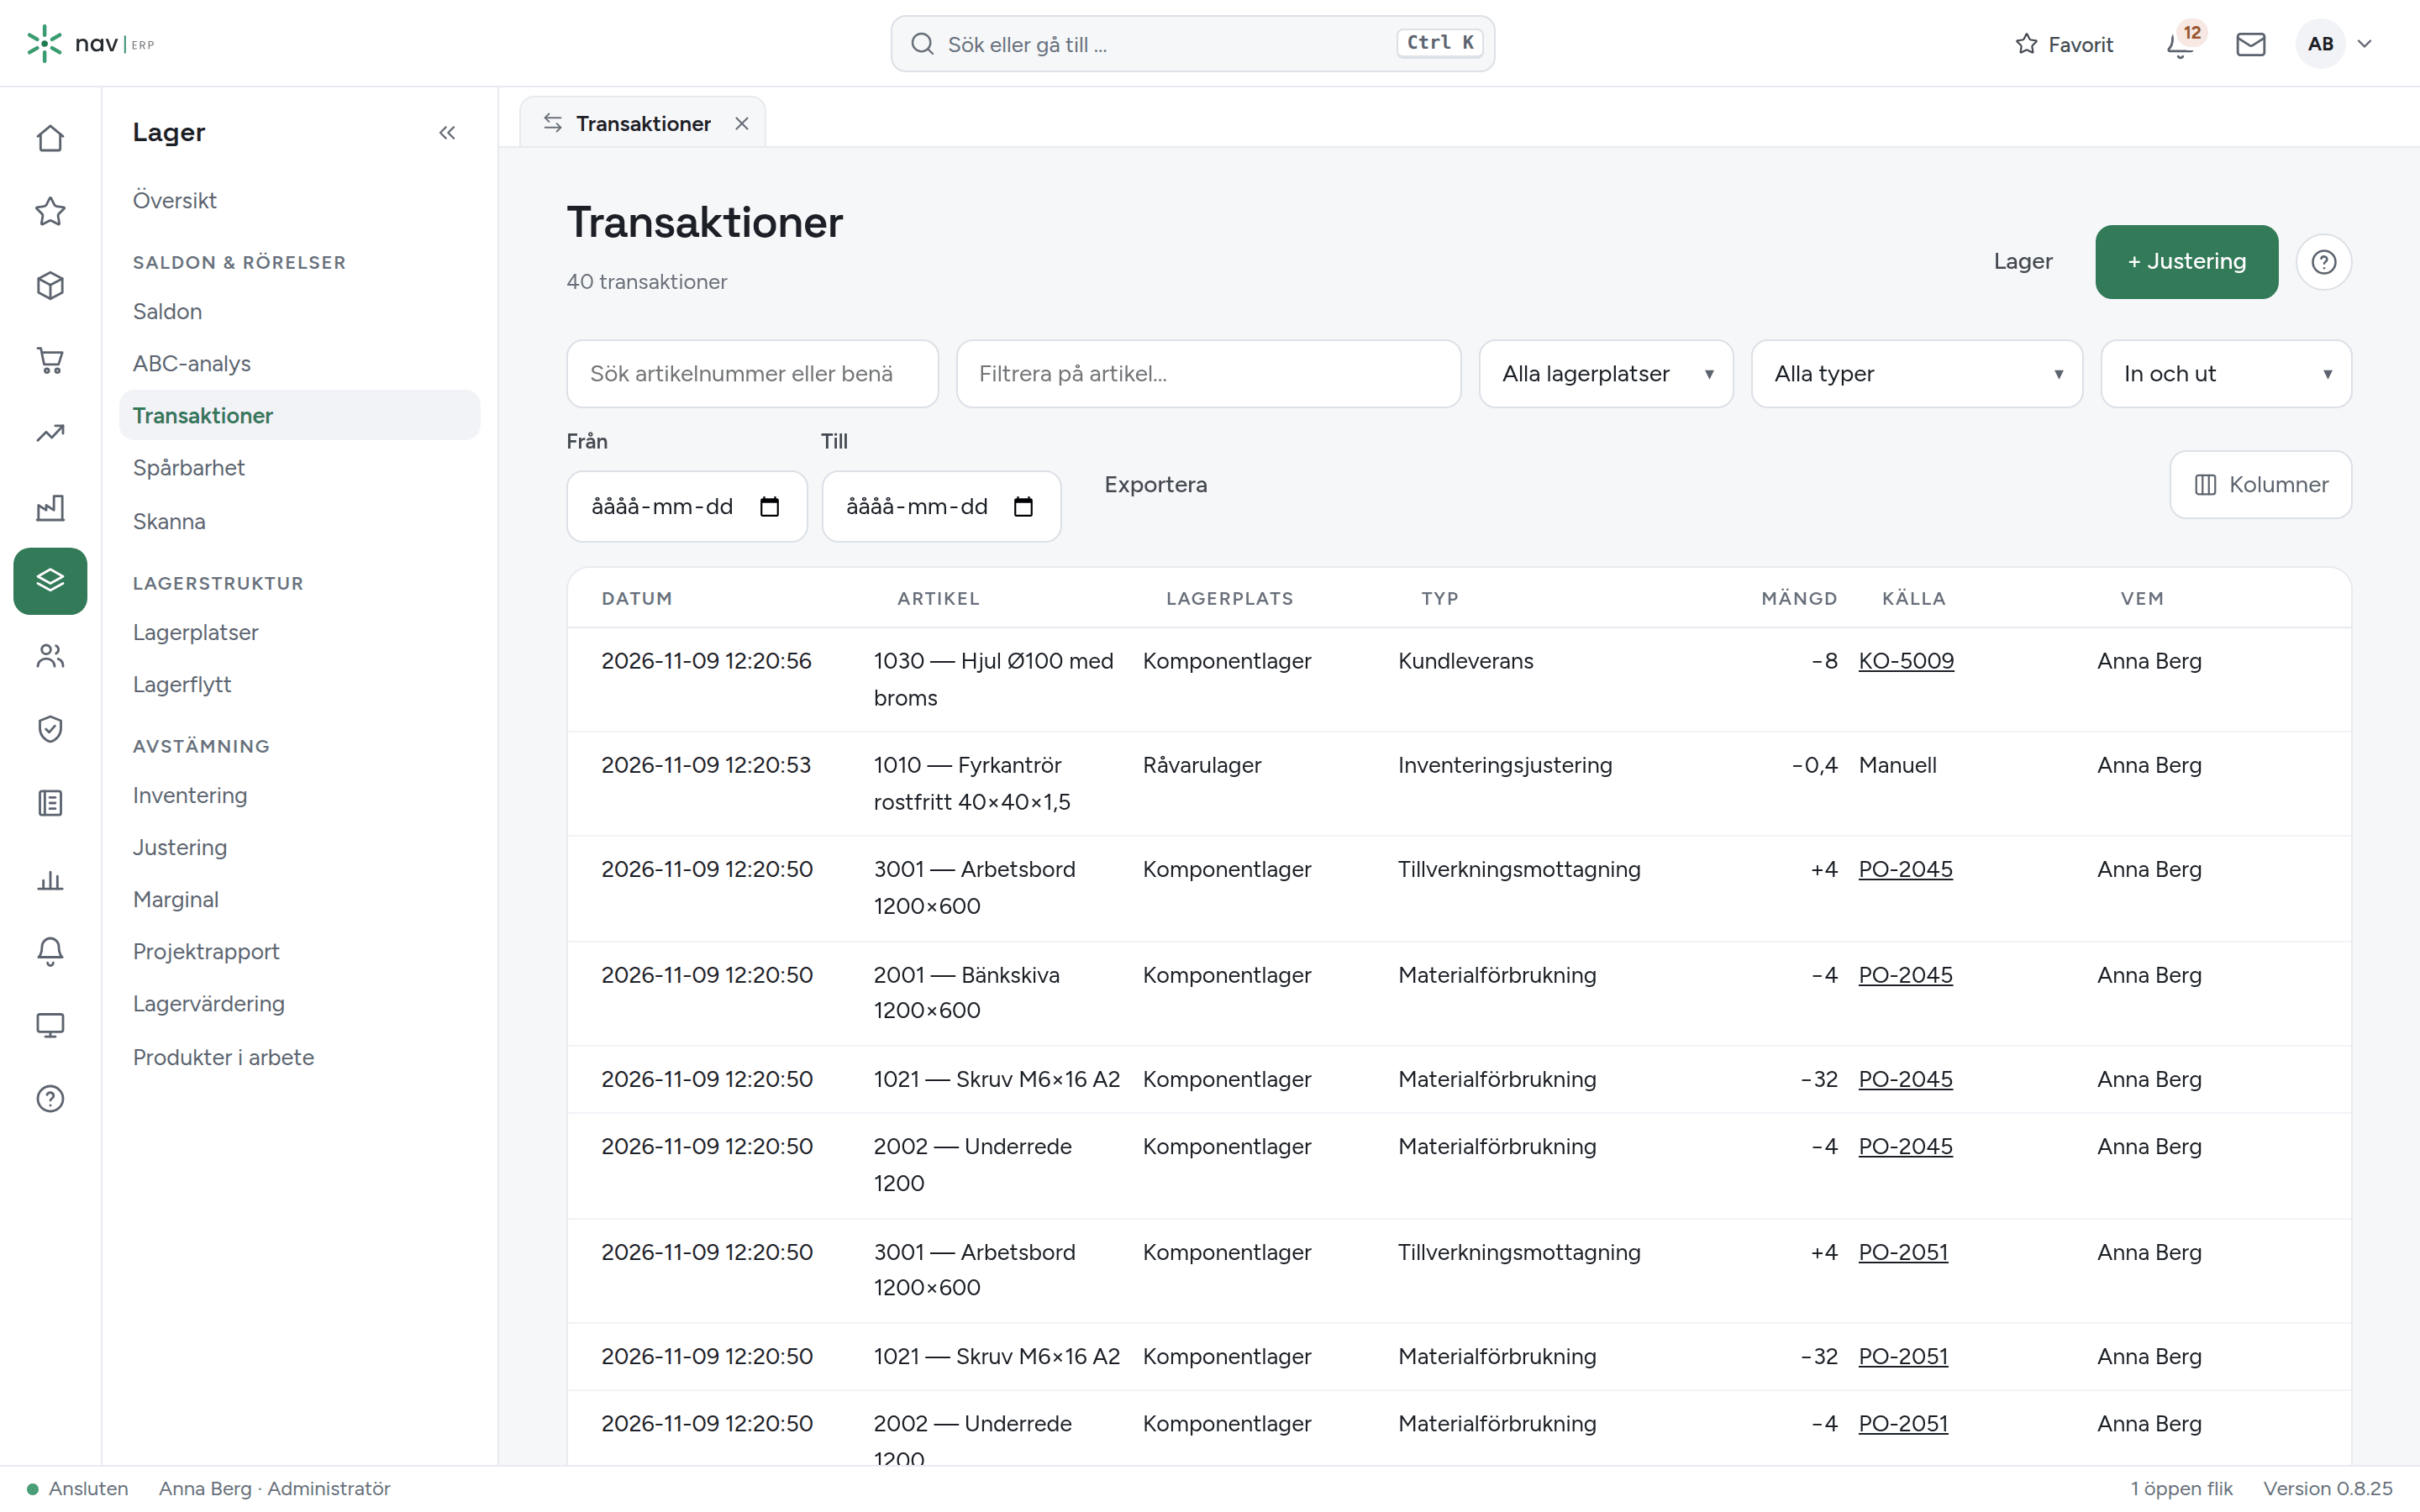 nav | ERP
Sök eller gå till ...
Ctrl K
Favorit
12
AB
Lager
Översikt
SALDON & RÖRELSER
Saldon
ABC-analys
Transaktioner
Spårbarhet
Skanna
LAGERSTRUKTUR
Lagerplatser
Lagerflytt
AVSTÄMNING
Inventering
Justering
Marginal
Projektrapport
Lagervärdering
Produkter i arbete
Transaktioner
Transaktioner
40 transaktioner
Lager
+ Justering
Sök artikelnummer eller benä
Filtrera på artikel...
Alla lagerplatser
Alla typer
In och ut
Från
Till
åååå-mm-dd
åååå-mm-dd
Exportera
Kolumner
DATUM ARTIKEL LAGERPLATS TYP MÄNGD KÄLLA VEM
2026-11-09 12:20:56 1030 — Hjul Ø100 med Komponentlager Kundleverans −8 KO-5009 Anna Berg
broms
2026-11-09 12:20:53 1010 — Fyrkantrör Råvarulager Inventeringsjustering −0,4 Manuell Anna Berg
rostfritt 40×40×1,5
2026-11-09 12:20:50 3001 — Arbetsbord Komponentlager Tillverkningsmottagning +4 PO-2045 Anna Berg
1200×600
2026-11-09 12:20:50 2001 — Bänkskiva Komponentlager Materialförbrukning −4 PO-2045 Anna Berg
1200×600
2026-11-09 12:20:50 1021 — Skruv M6×16 A2 Komponentlager Materialförbrukning −32 PO-2045 Anna Berg
2026-11-09 12:20:50 2002 — Underrede Komponentlager Materialförbrukning −4 PO-2045 Anna Berg
1200
2026-11-09 12:20:50 3001 — Arbetsbord Komponentlager Tillverkningsmottagning +4 PO-2051 Anna Berg
1200×600
2026-11-09 12:20:50 1021 — Skruv M6×16 A2 Komponentlager Materialförbrukning −32 PO-2051 Anna Berg
2026-11-09 12:20:50 2002 — Underrede Komponentlager Materialförbrukning −4 PO-2051 Anna Berg
1200
Ansluten
Anna Berg · Administratör
1 öppen flik
Version 0.8.25